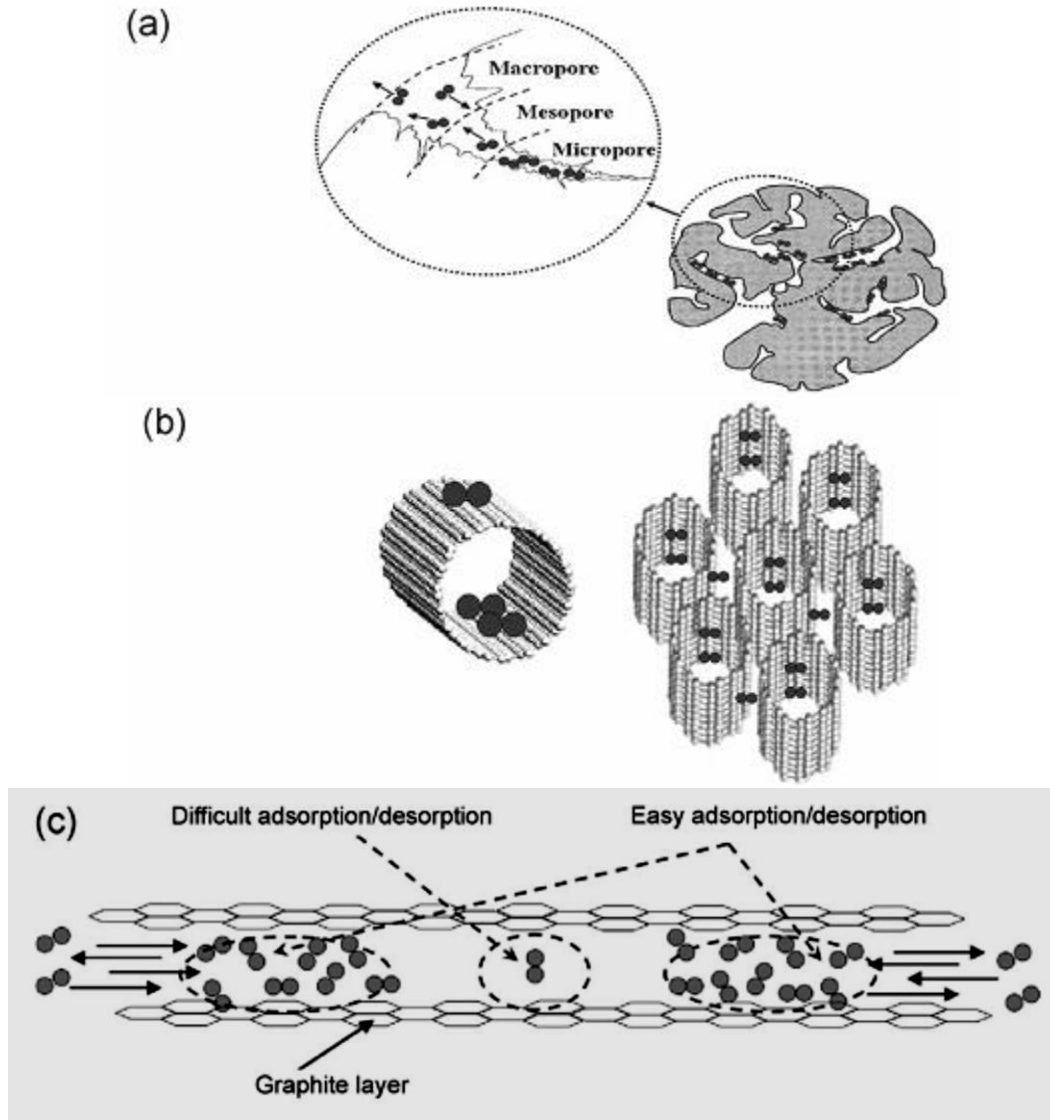 (a)
Macropore
Mesopore
Micropore
(b)
(c)
Difficult adsorption/desorption
Easy adsorption/desorption
Graphite layer